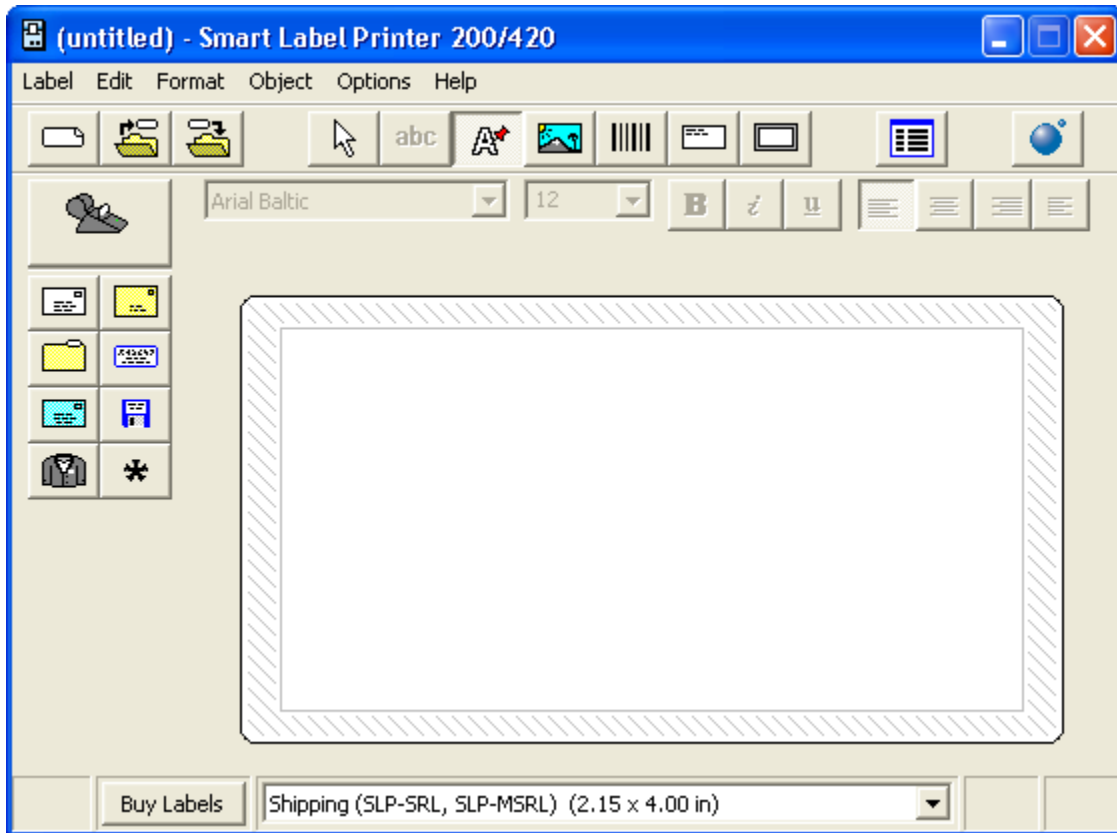 (untitled) - Smart Label Printer 200/420
Label Edit Format Object Options Help
abc A
Arial Baltic 12 B i u
Buy Labels Shipping (SLP-SRL, SLP-MSRL) (2.15 x 4.00 in)